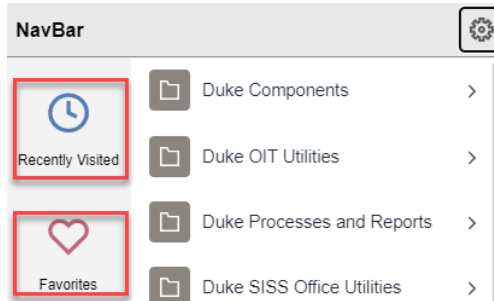 NavBar
Recently Visited
Favorites
Duke Components
Duke OIT Utilities
Duke Processes and Reports
Duke SISS Office Utilities